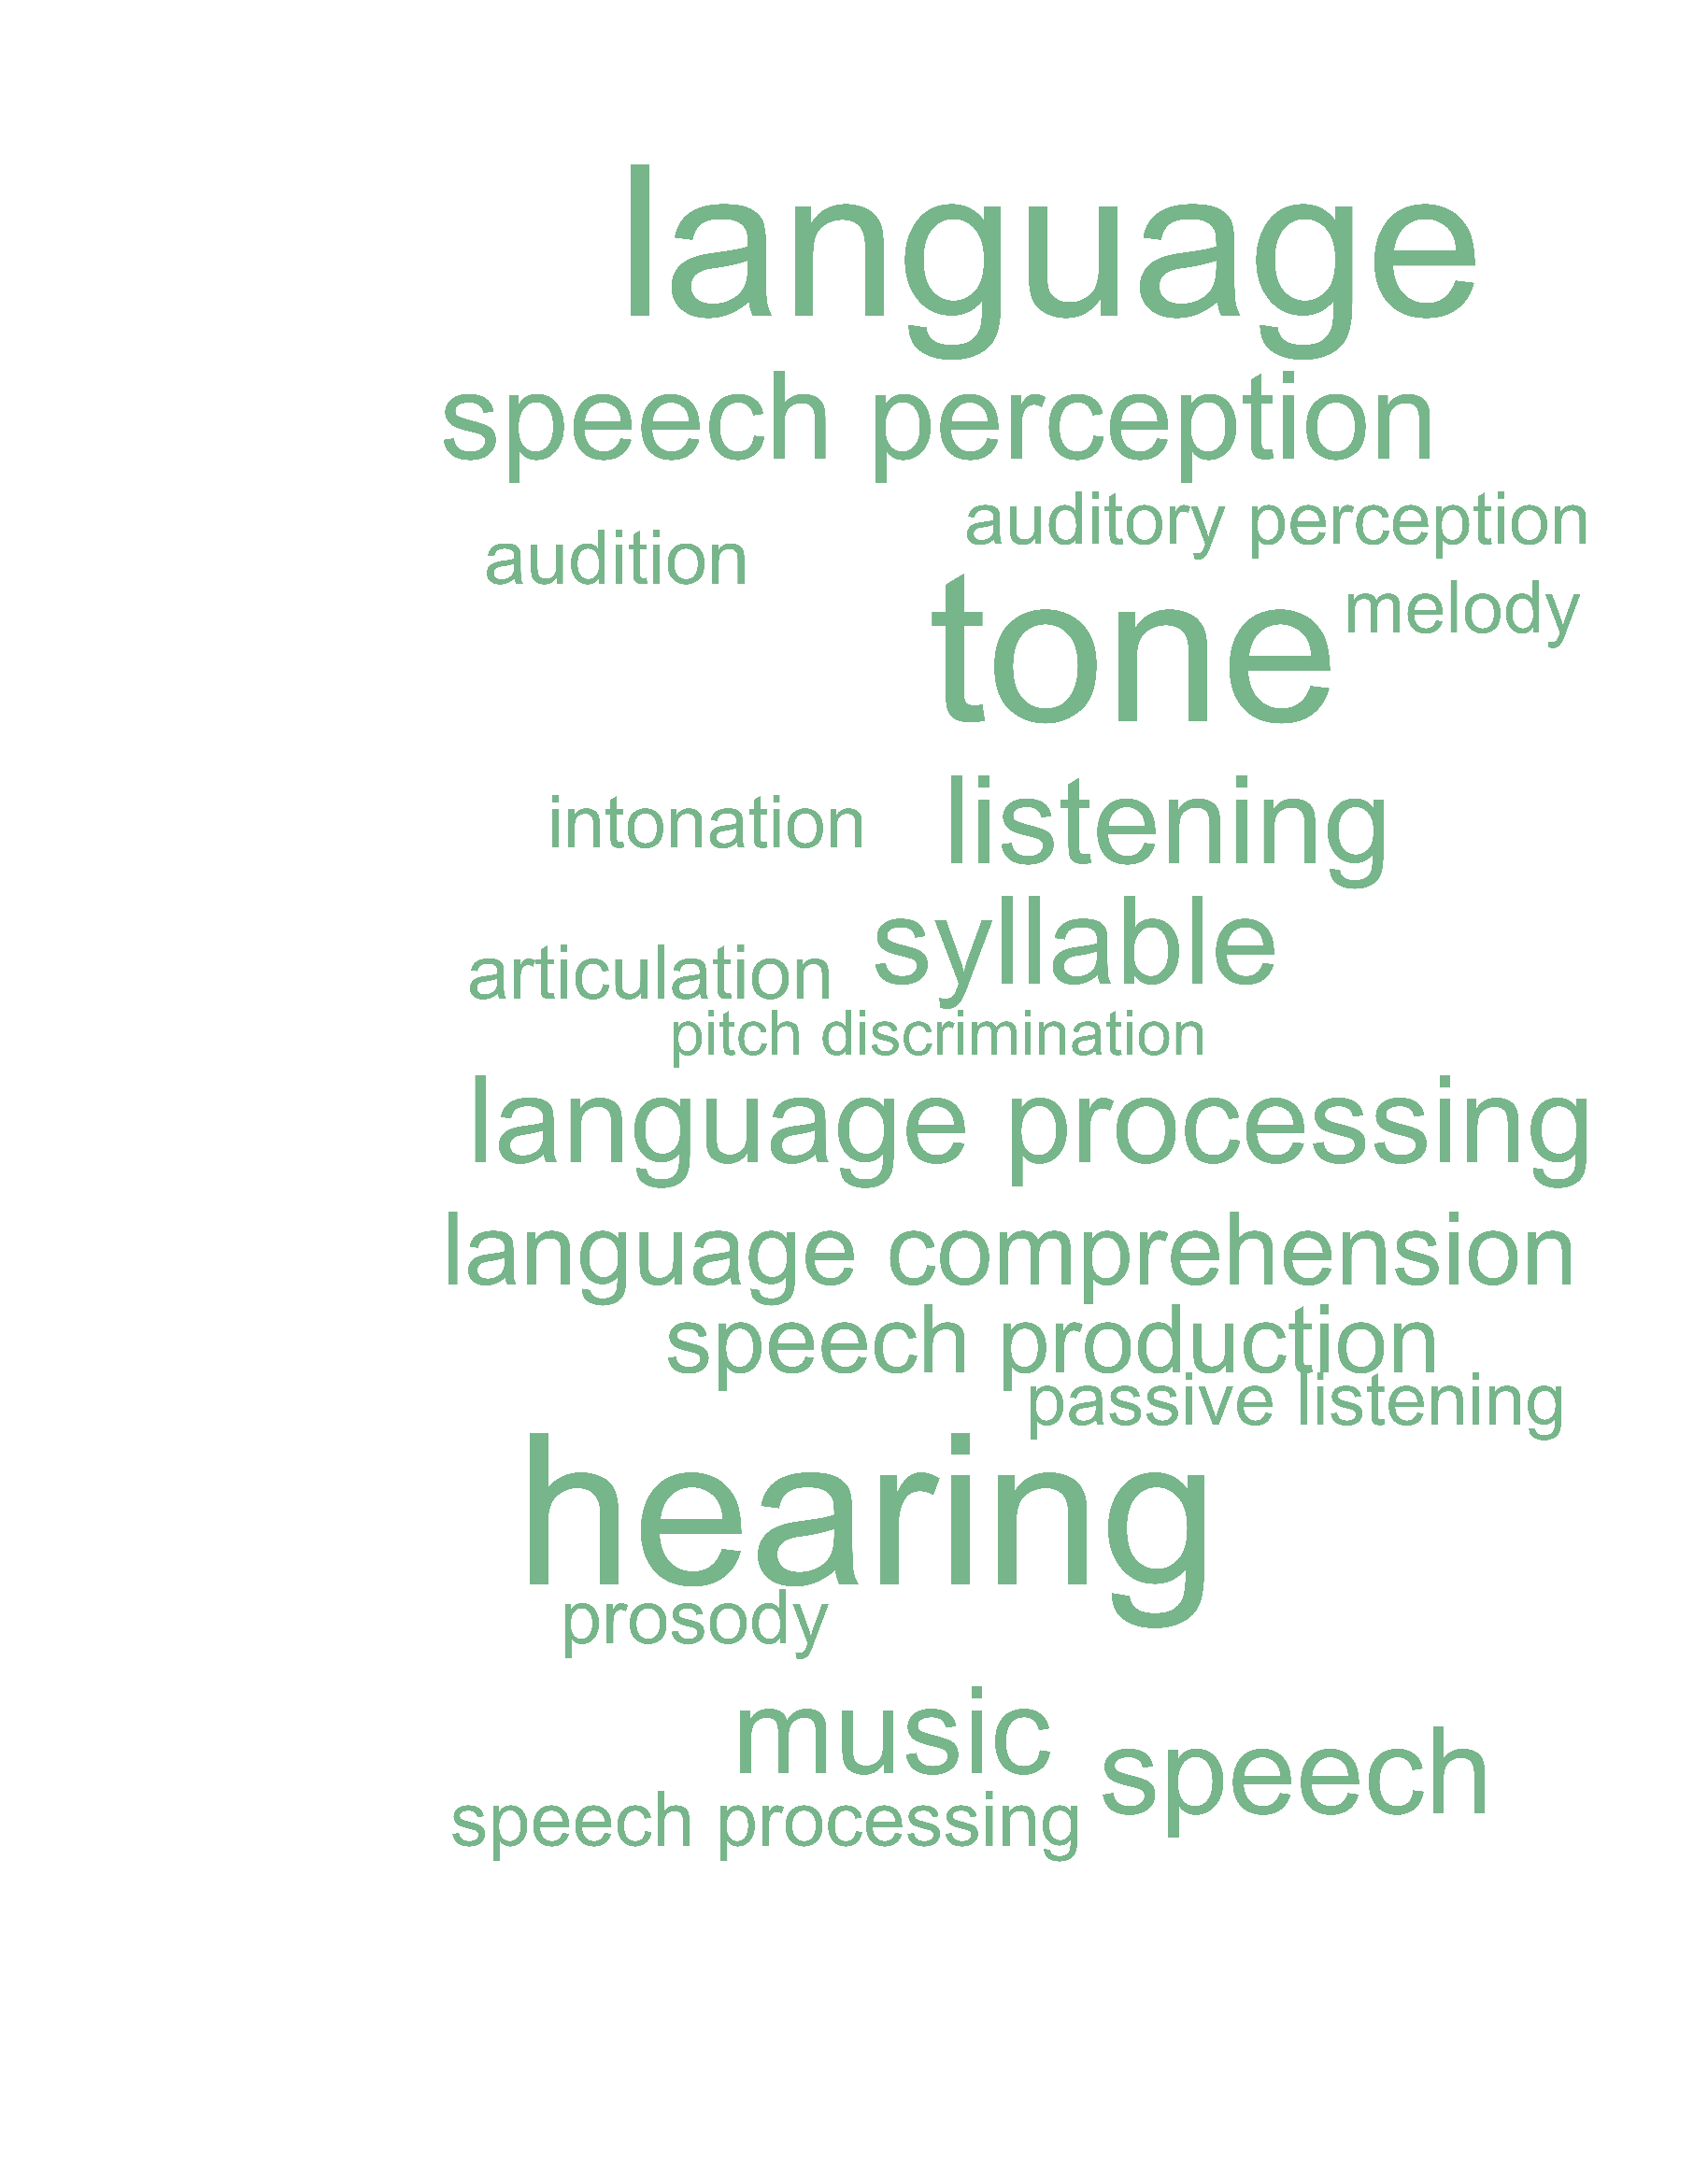 language
speech perception
auditory perception
audition
melody
tone
intonation
listening
syllable
articulation
pitch discrimination
language processing
language comprehension
speech production
passive listening
hearing
prosody
music
speech
speech processing